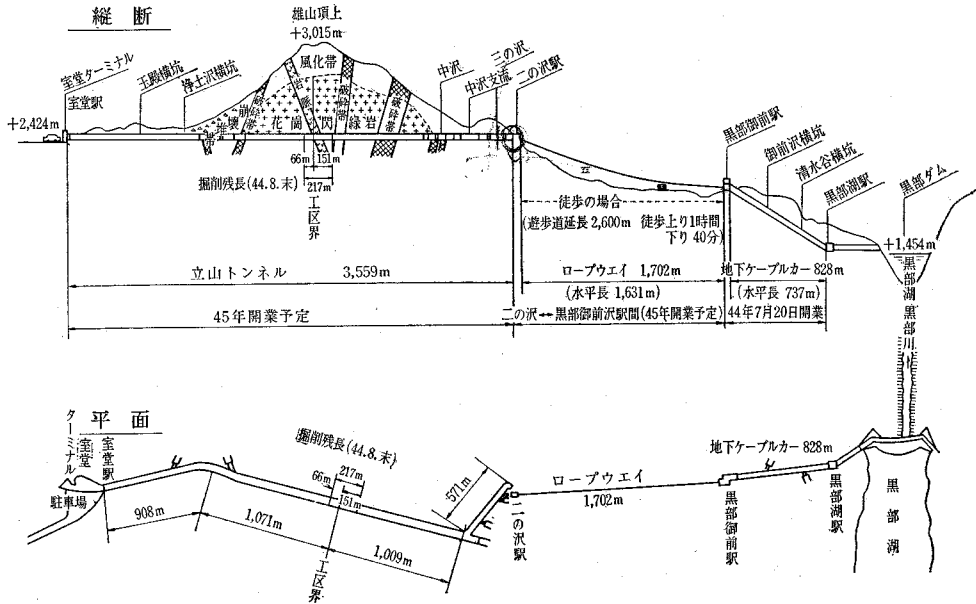 縦断
雄山頂上
+3,015m
室堂ターミナル
室堂駅
王殿横坑
浄土沢横坑
風化帯
中沢
中沢支流
三の沢
二の沢駅
+2,424m
崩壊堆
帯
破砕帯
岩脈
破砕帯
破砕帯
花崗閃緑岩
66m
151m
217m
掘削残長(44.8.末)
工区界
黒部御前駅
御前沢横坑
清水谷横坑
黒部湖駅
黒部ダム
徒歩の場合
(遊歩道延長 2,600m 徒歩上り1時間
下り 40分)
+1,454m
黒部湖
黒部川
立山トンネル 3,559m
ロープウエイ 1,702m
(水平長 1,631m)
地下ケーブルカー 828m
(水平長 737m)
45年開業予定
二の沢↔黒部御前沢駅間(45年開業予定)
44年7月20日開業
平面
室堂
ターミナル
室堂駅
駐車場
掘削残長(44.8.末)
217m
66m
151m
908m
1,071m
1,009m
工区界
571m
二の沢駅
ロープウエイ
1,702m
地下ケーブルカー 828m
黒部御前駅
黒部湖駅
黒部湖